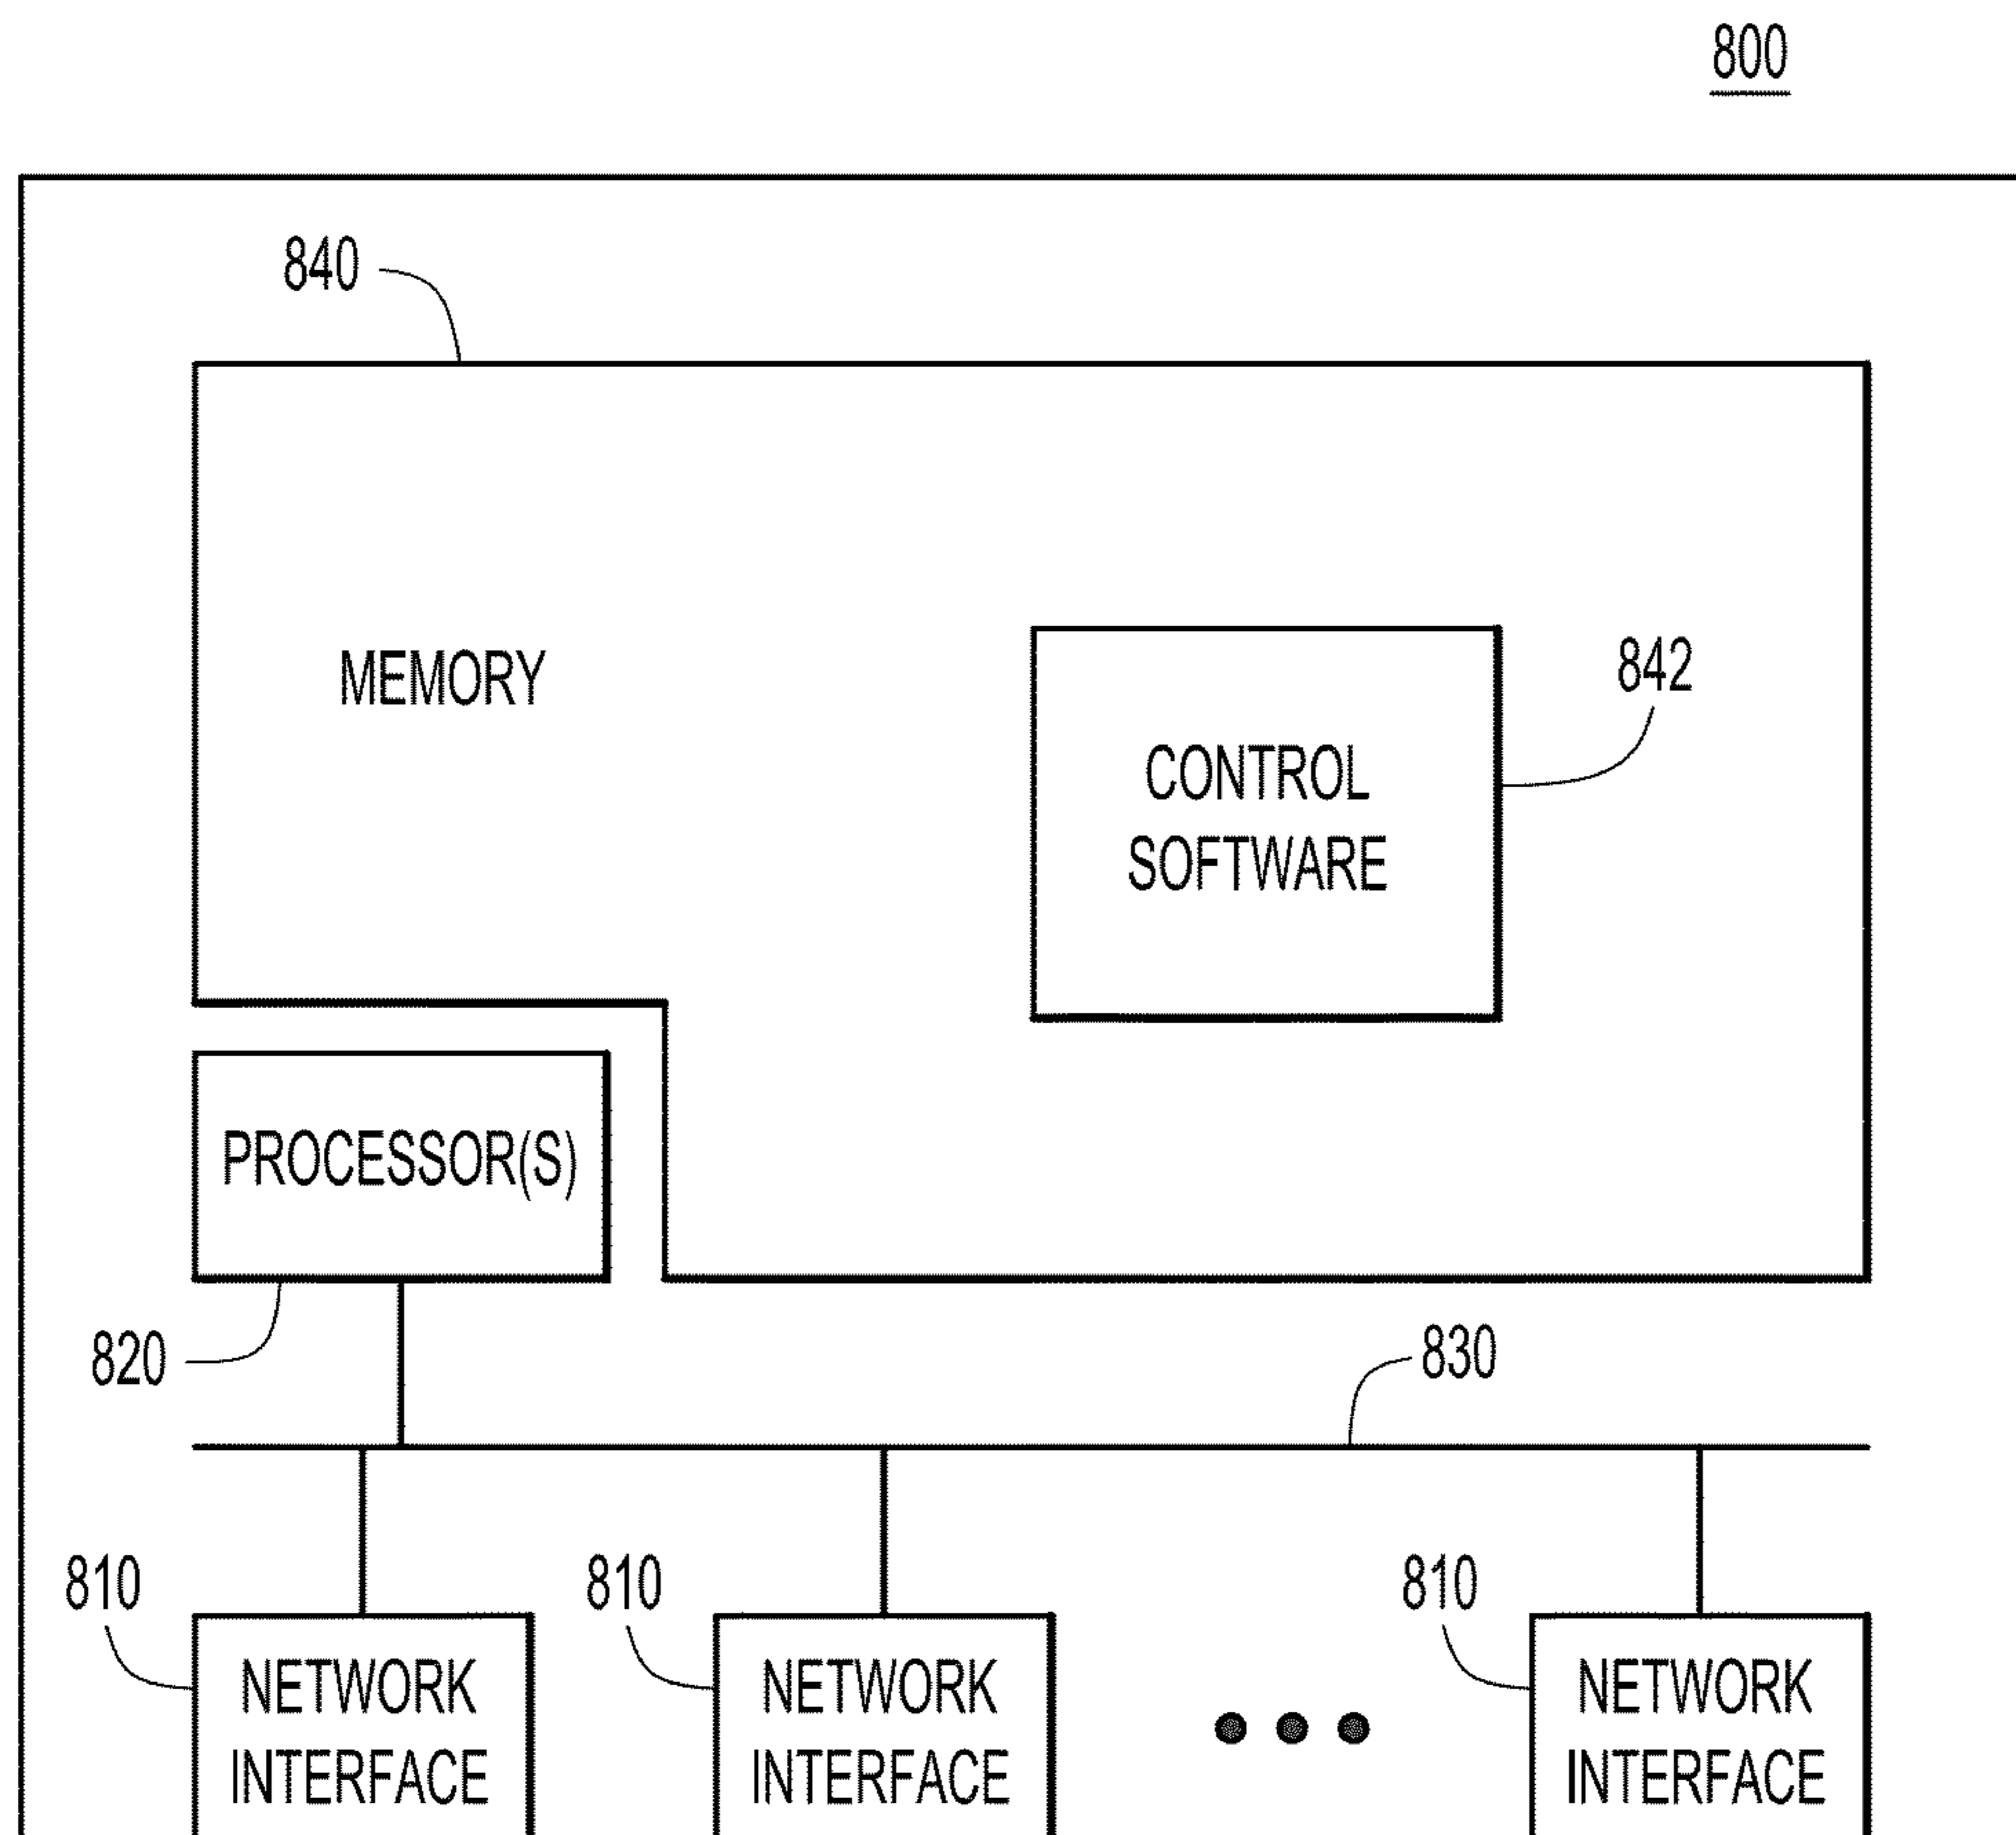 800
840
MEMORY
842
CONTROL
SOFTWARE
PROCESSOR(S)
820
830
810
810
810
NETWORK
INTERFACE
NETWORK
INTERFACE
NETWORK
INTERFACE